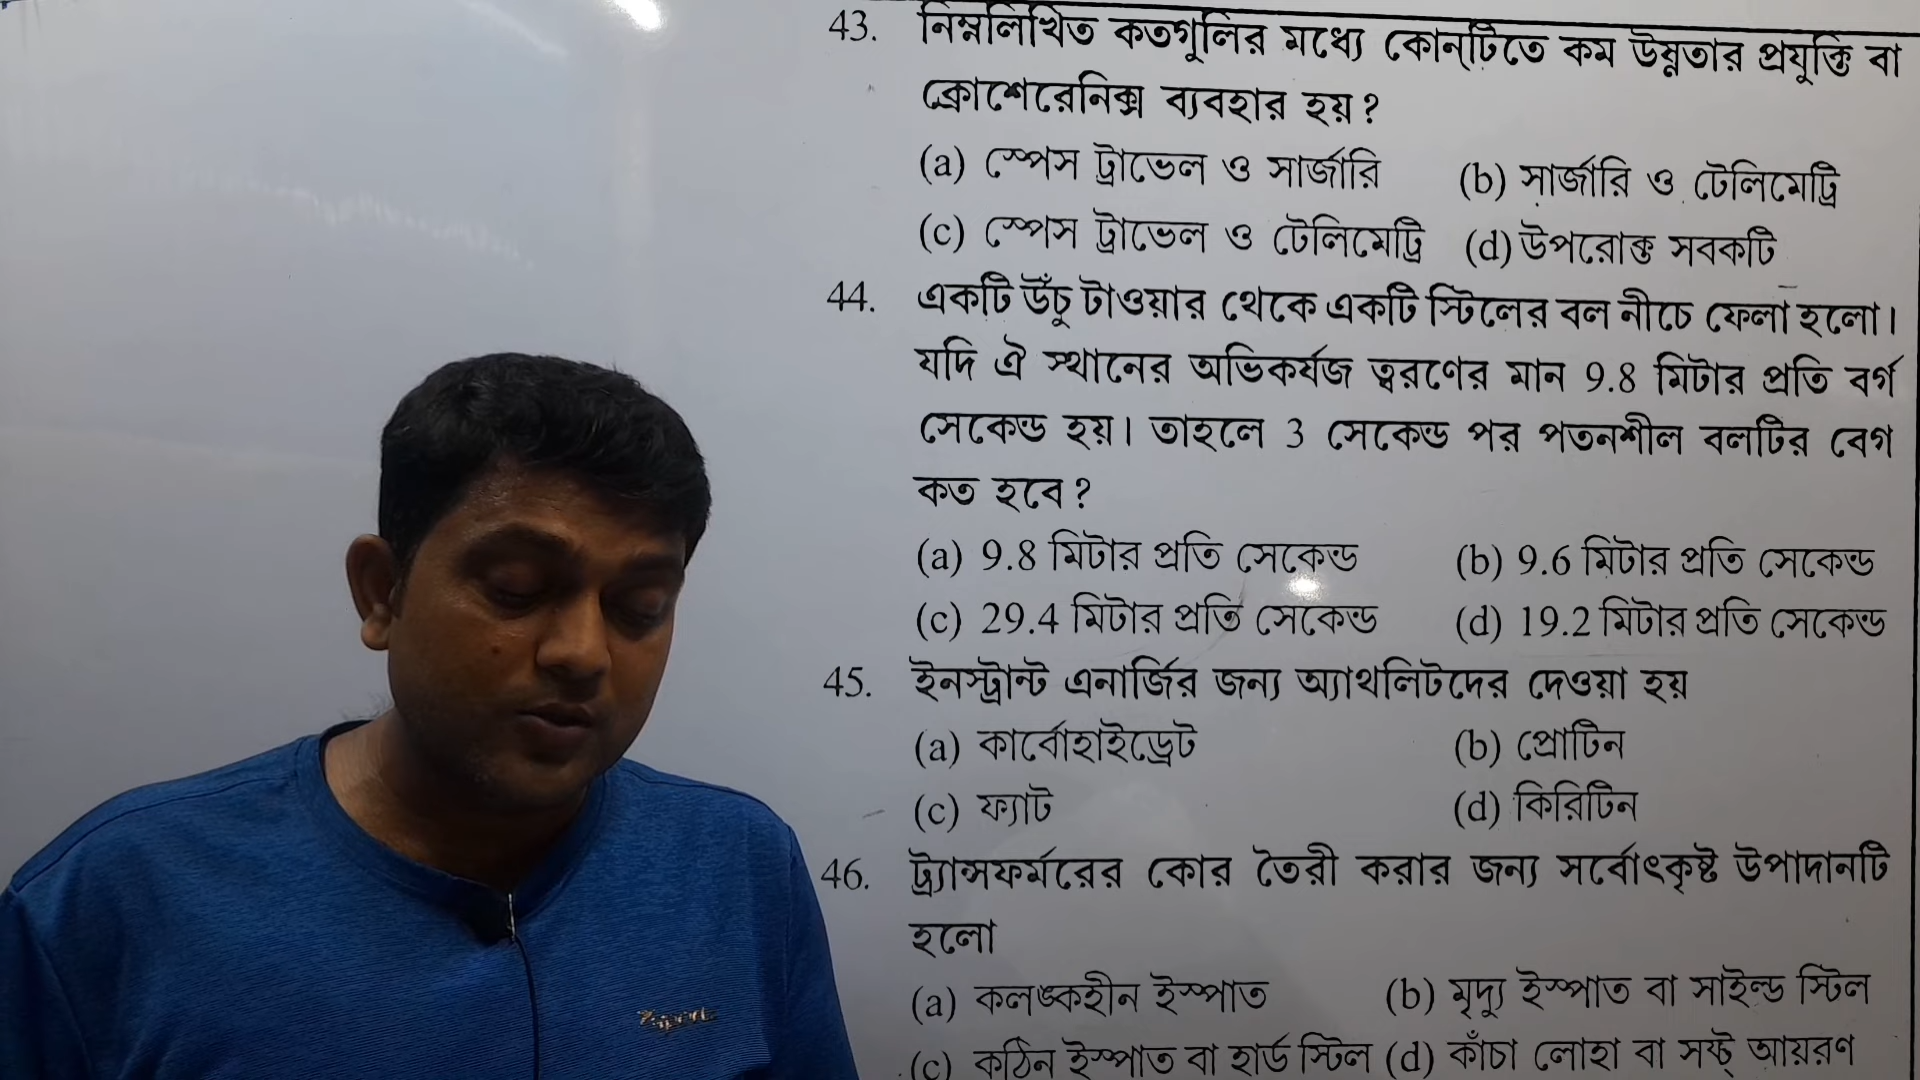 43. নিম্নলিখিত কতগুলির মধ্যে কোন্‌টিতে কম উষ্ণতার প্রযুক্তি বা
ক্রোশেরেনিক্স ব্যবহার হয়?
(a) স্পেস ট্রাভেল ও সার্জারি (b) সার্জারি ও টেলিমেট্রি
(c) স্পেস ট্রাভেল ও টেলিমেট্রি (d) উপরোক্ত সবকটি
44. একটি উঁচু টাওয়ার থেকে একটি স্টিলের বল নীচে ফেলা হলো।
যদি ঐ স্থানের অভিকর্যজ ত্বরণের মান 9.8 মিটার প্রতি বর্গ
সেকেন্ড হয়। তাহলে 3 সেকেন্ড পর পতনশীল বলটির বেগ
কত হবে?
(a) 9.8 মিটার প্রতি সেকেন্ড (b) 9.6 মিটার প্রতি সেকেন্ড
(c) 29.4 মিটার প্রতি সেকেন্ড (d) 19.2 মিটার প্রতি সেকেন্ড
45. ইনস্ট্রান্ট এনার্জির জন্য অ্যাথলিটদের দেওয়া হয়
(a) কার্বোহাইড্রেট (b) প্রোটিন
(c) ফ্যাট (d) কিরিটিন
46. ট্র্যান্সফর্মরের কোর তৈরী করার জন্য সর্বোৎকৃষ্ট উপাদানটি
হলো
(a) কলঙ্কহীন ইস্পাত (b) মৃদ্যু ইস্পাত বা সাইল্ড স্টিল
(c) কঠিন ইস্পাত বা হার্ড স্টিল (d) কাঁচা লোহা বা সফ্ট্ আয়রণ